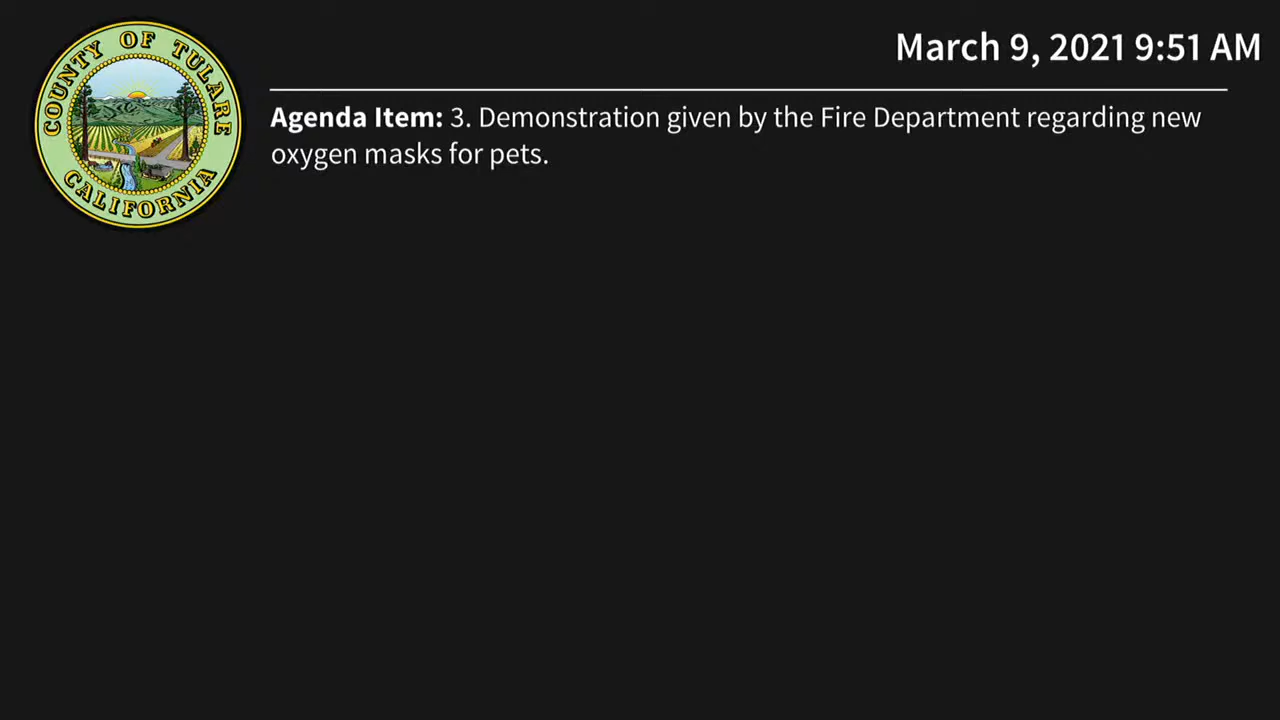 COUNTY OF TULARE
CALIFORNIA
March 9, 2021 9:51 AM
Agenda Item: 3. Demonstration given by the Fire Department regarding new
oxygen masks for pets.